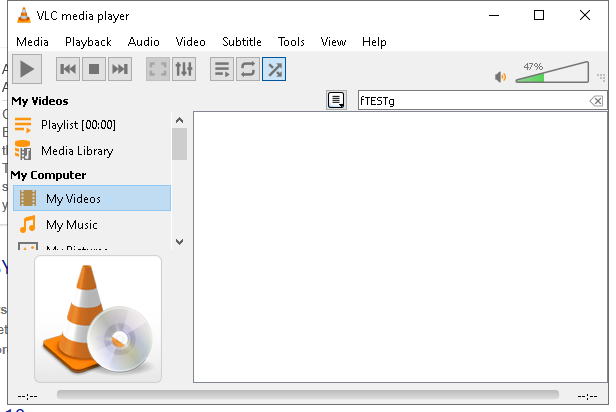 VLC media player
Media Playback Audio Video Subtitle Tools View Help
47%
My Videos
fTESTg
Playlist [00:00]
Media Library
My Computer
My Videos
My Music
My Pictures
--:-- --:--